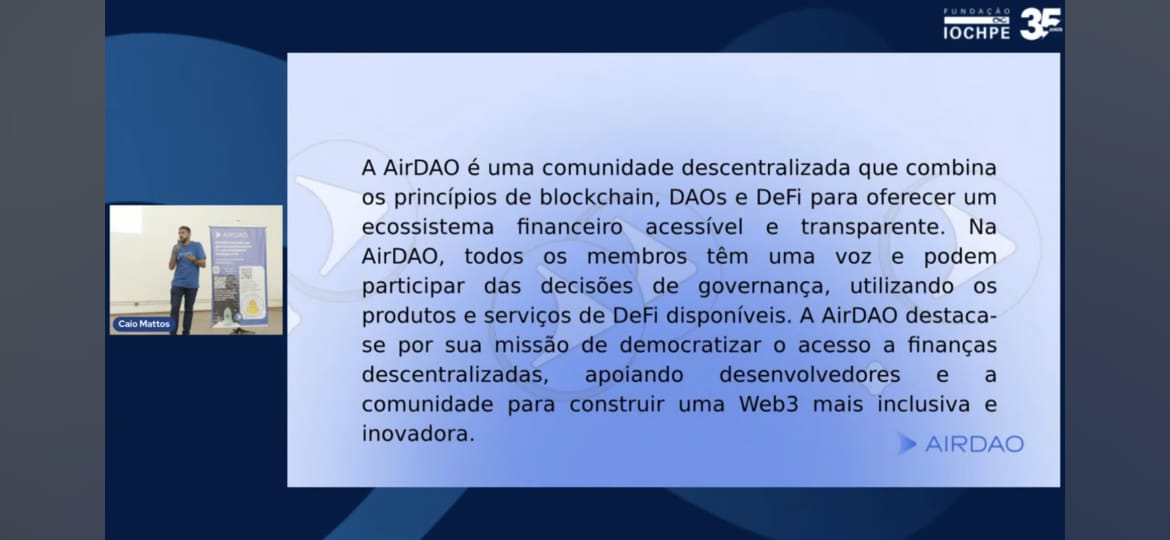 FUNDAÇÃO
IOCHPE
35
ANOS
A AirDAO é uma comunidade descentralizada que combina
os princípios de blockchain, DAOs e DeFi para oferecer um
ecossistema financeiro acessível e transparente. Na
AirDAO, todos os membros têm uma voz e podem
participar das decisões de governança, utilizando os
produtos e serviços de DeFi disponíveis. A AirDAO destaca-
se por sua missão de democratizar o acesso a finanças
descentralizadas, apoiando desenvolvedores e a
comunidade para construir uma Web3 mais inclusiva e
inovadora.
AIRDAO
AIRDAO
Caio Mattos